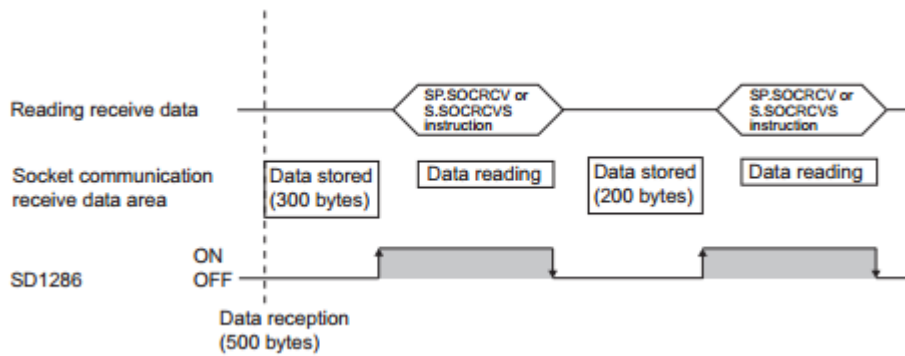 SP.SOCRCV or
S.SOCRCVS
instruction
SP.SOCRCV or
S.SOCRCVS
instruction
Reading receive data
Socket communication
receive data area
Data stored
(300 bytes)
Data reading
Data stored
(200 bytes)
Data reading
ON
OFF
SD1286
Data reception
(500 bytes)